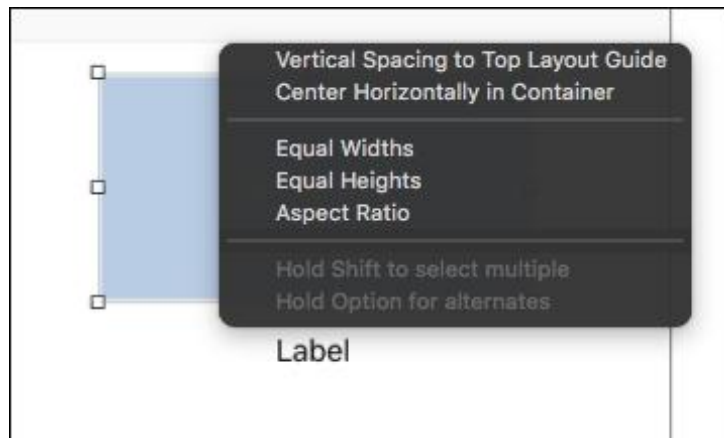 Vertical Spacing to Top Layout Guide
Center Horizontally in Container
Equal Widths
Equal Heights
Aspect Ratio
Hold Shift to select multiple
Hold Option for alternates
Label